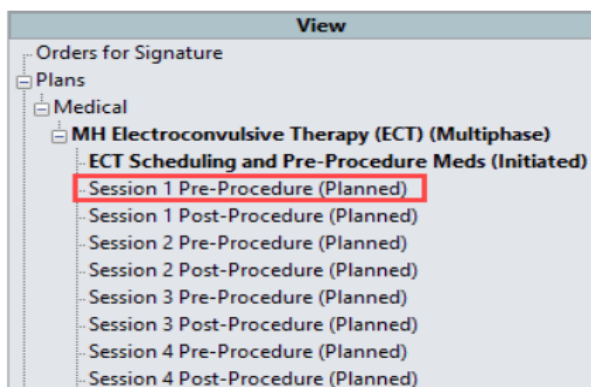 View
Orders for Signature
Plans
Medical
MH Electroconvulsive Therapy (ECT) (Multiphase)
ECT Scheduling and Pre-Procedure Meds (Initiated)
Session 1 Pre-Procedure (Planned)
Session 1 Post-Procedure (Planned)
Session 2 Pre-Procedure (Planned)
Session 2 Post-Procedure (Planned)
Session 3 Pre-Procedure (Planned)
Session 3 Post-Procedure (Planned)
Session 4 Pre-Procedure (Planned)
Session 4 Post-Procedure (Planned)